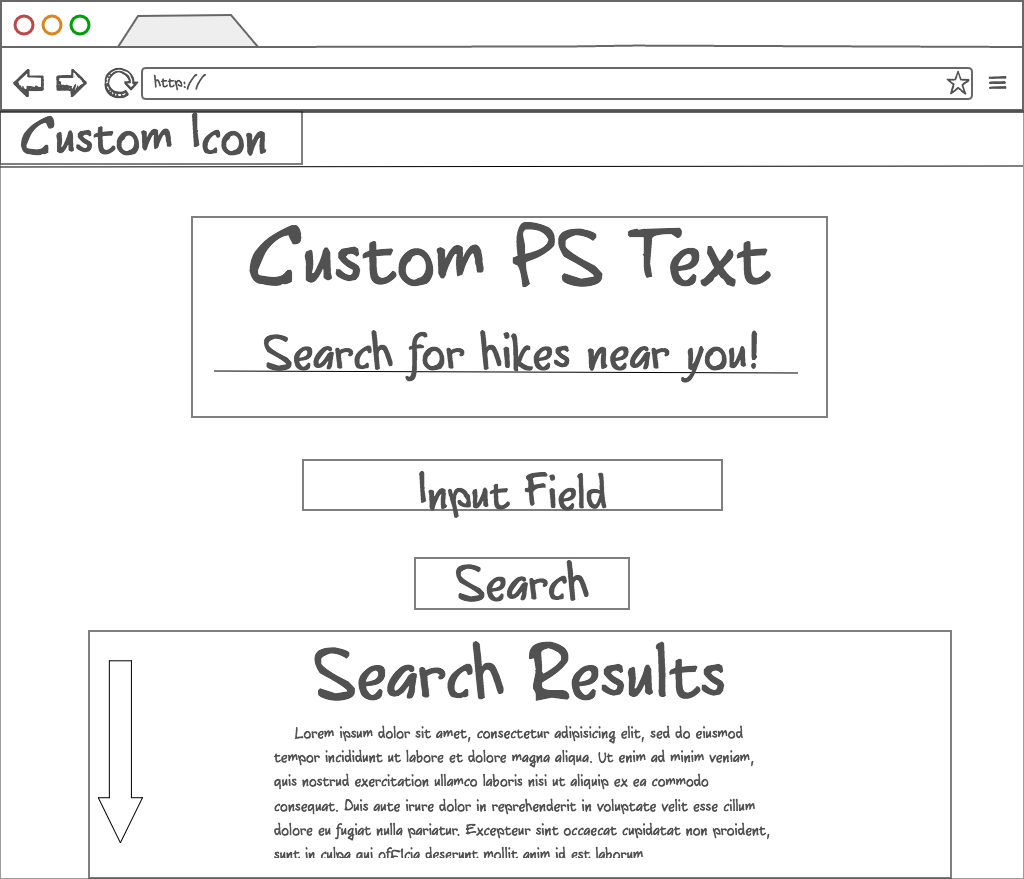 http://
Custom Icon
Custom PS Text
Search for hikes near you!
Input Field
Search
Search Results
Lorem ipsum dolor sit amet, consectetur adipisicing elit, sed do eiusmod
tempor incididunt ut labore et dolore magna aliqua. Ut enim ad minim veniam,
quis nostrud exercitation ullamco laboris nisi ut aliquip ex ea commodo
consequat. Duis aute irure dolor in reprehenderit in voluptate velit esse cillum
dolore eu fugiat nulla pariatur. Excepteur sint occaecat cupidatat non proident,
sunt in culpa qui deserunt mollit anim id est laborum